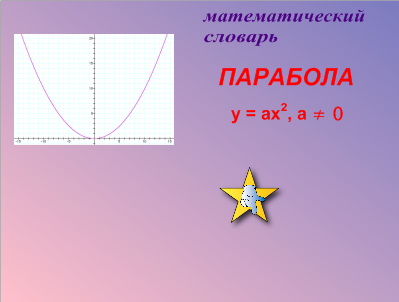 математический
словарь
ПАРАБОЛА
y = ax², a ≠ 0